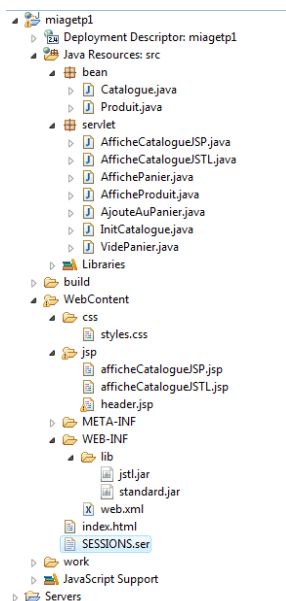 miagetp1
Deployment Descriptor: miagetp1
Java Resources: src
bean
Catalogue.java
Produit.java
servlet
AfficheCatalogueJSP.java
AfficheCatalogueJSTL.java
AffichePanier.java
AfficheProduit.java
AjouteAuPanier.java
InitCatalogue.java
VidePanier.java
Libraries
build
WebContent
css
styles.css
jsp
afficheCatalogueJSP.jsp
afficheCatalogueJSTL.jsp
header.jsp
META-INF
WEB-INF
lib
jstl.jar
standard.jar
web.xml
index.html
SESSIONS.ser
work
JavaScript Support
Servers